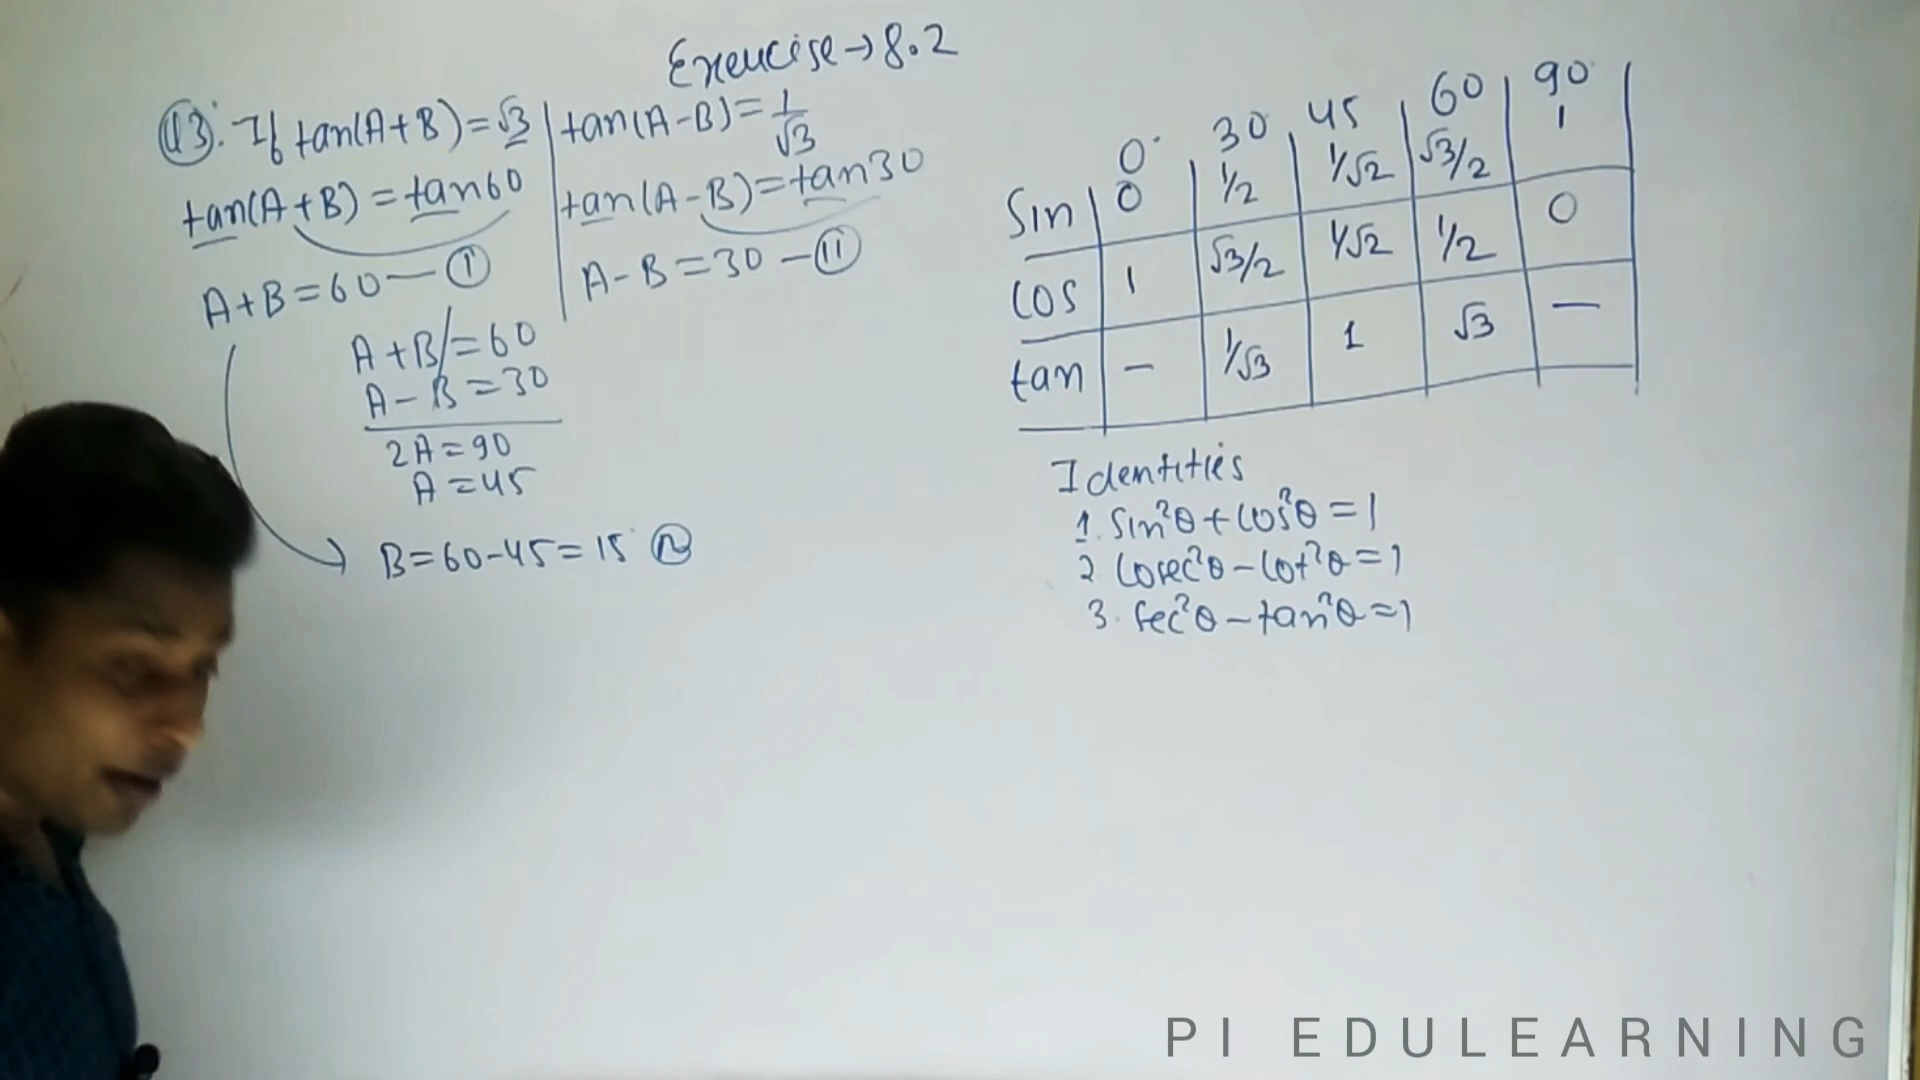 Exercise→8.2
Q3. If tan(A+B)=√3 | tan(A-B)=1/√3
tan(A+B)=tan60 | tan(A-B)=tan30
A+B=60—(i) | A-B=30-(ii)
A+B=60
A-B=30
2A=90
A=45
B=60-45=15
0° 30 45 60 90
Sin 0 1/2 1/√2 √3/2 1
Cos 1 √3/2 1/√2 1/2 0
tan - 1/√3 1 √3 —
Identities
1. Sin²θ+Cos²θ=1
2 Cosec²θ-Cot²θ=1
3. Sec²θ-tan²θ=1
PI EDULEARNING